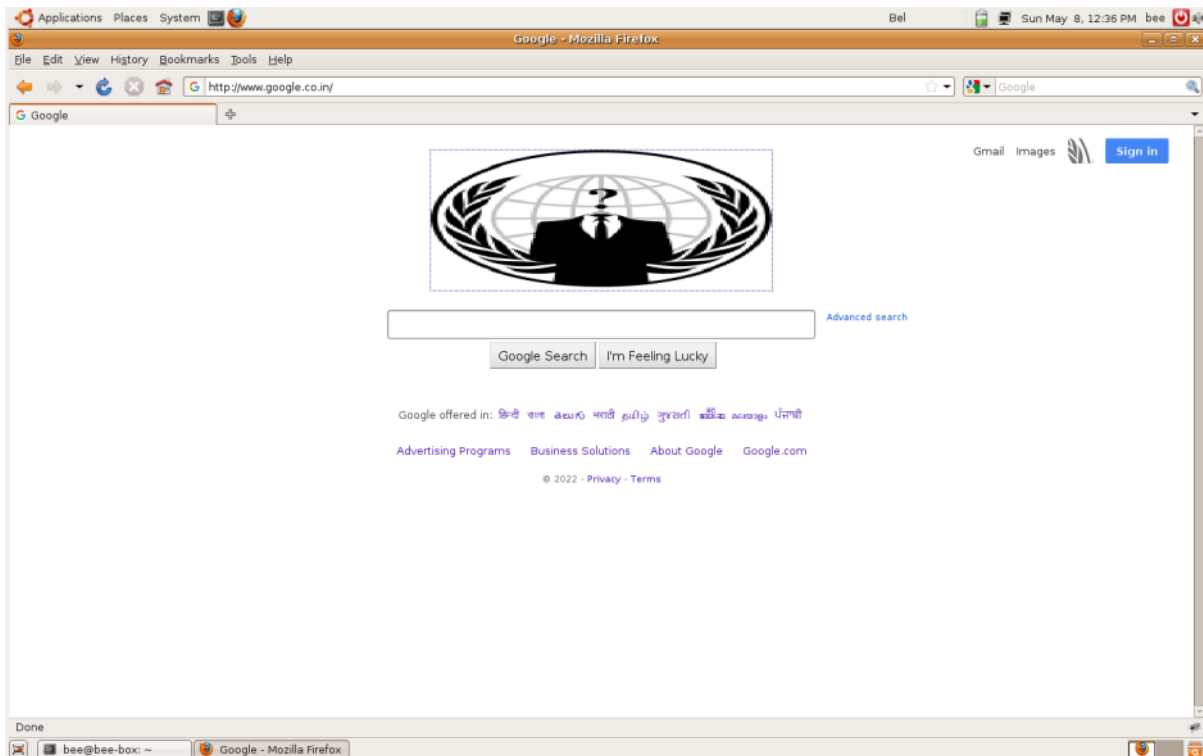 Applications Places System Bel Sun May 8, 12:36 PM bee
Google - Mozilla Firefox
File Edit View History Bookmarks Tools Help
http://www.google.co.in/ Google
Google
Gmail Images Sign in
?
Advanced search
Google Search I'm Feeling Lucky
Google offered in: हिन्दी বাংলা తెలుగు मराठी தமிழ் ગુજરાતી ਪੰਜਾਬੀ
Advertising Programs Business Solutions About Google Google.com
© 2022 - Privacy - Terms
Done
bee@bee-box: ~ Google - Mozilla Firefox